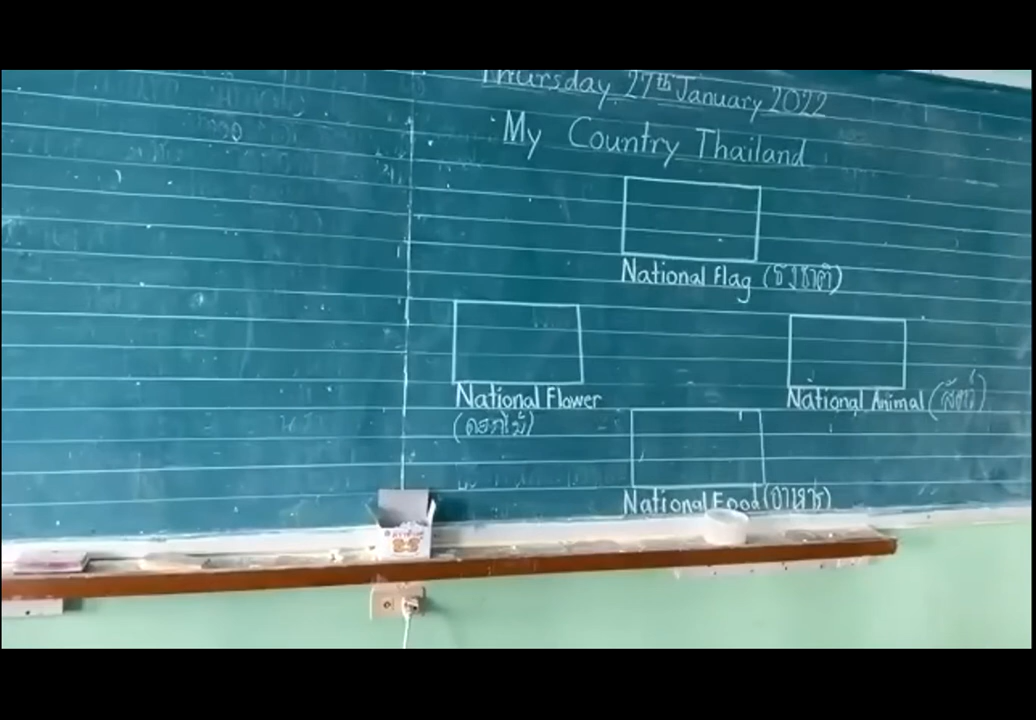 Thursday 27th January 2022
My Country Thailand
National Flag (ธงชาติ)
National Flower
(ดอกไม้)
National Animal (สัตว์)
National Food (อาหาร)